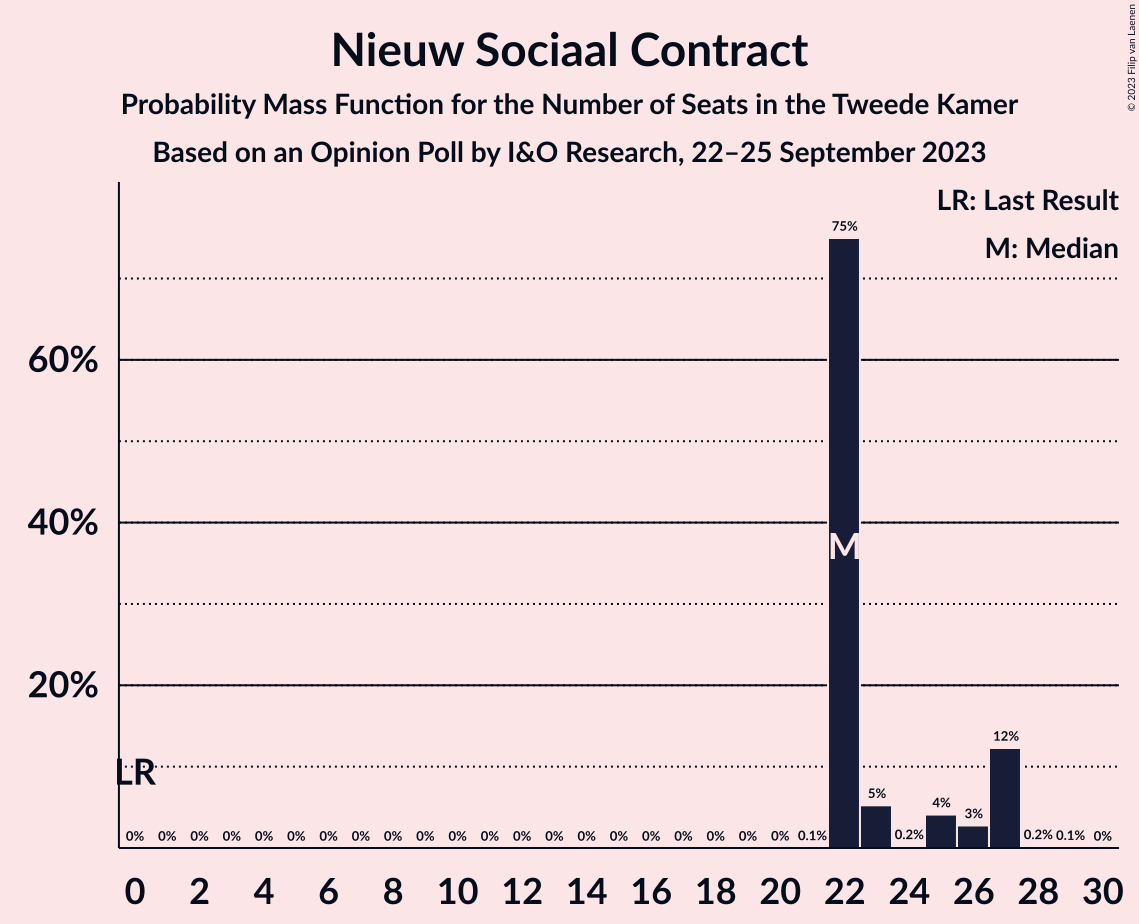 Nieuw Sociaal Contract
Probability Mass Function for the Number of Seats in the Tweede Kamer
Based on an Opinion Poll by I&O Research, 22–25 September 2023
© 2023 Filip van Laenen
LR: Last Result
M: Median
75%
60%
40%
M
20%
12%
LR
5%
4%
3%
0% 0% 0% 0% 0% 0% 0% 0% 0% 0% 0% 0% 0% 0% 0% 0% 0% 0% 0% 0% 0% 0.1% 0.2% 0.2% 0.1% 0%
0 2 4 6 8 10 12 14 16 18 20 22 24 26 28 30